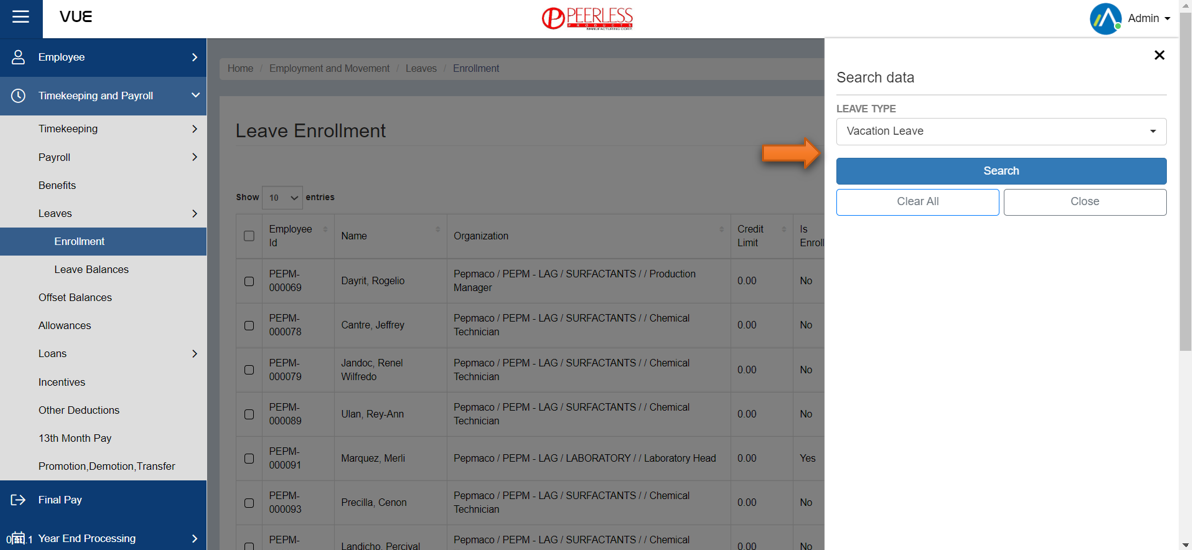 VUE
PEERLESS
PRODUCTS
Admin
Employee
Timekeeping and Payroll
Timekeeping
Payroll
Benefits
Leaves
Enrollment
Leave Balances
Offset Balances
Allowances
Loans
Incentives
Other Deductions
13th Month Pay
Promotion,Demotion,Transfer
Final Pay
Year End Processing
Home / Employment and Movement / Leaves / Enrollment
Leave Enrollment
Show 10 entries
Employee Id Name Organization Credit Limit Is
PEPM-000069 Dayrit, Rogelio Pepmaco / PEPM - LAG / SURFACTANTS / / Production Manager 0.00 No
PEPM-000078 Cantre, Jeffrey Pepmaco / PEPM - LAG / SURFACTANTS / / Chemical Technician 0.00 No
PEPM-000079 Jandoc, Renel Wilfredo Pepmaco / PEPM - LAG / SURFACTANTS / / Chemical Technician 0.00 No
PEPM-000089 Ulan, Rey-Ann Pepmaco / PEPM - LAG / SURFACTANTS / / Chemical Technician 0.00 No
PEPM-000091 Marquez, Merli Pepmaco / PEPM - LAG / LABORATORY / / Laboratory Head 0.00 Yes
PEPM-000093 Precilla, Cenon Pepmaco / PEPM - LAG / SURFACTANTS / / Chemical Technician 0.00 No
PEPM- Landicho, Percival Pepmaco / PEPM - LAG / SURFACTANTS / / Chemical 0.00 No
Search data
LEAVE TYPE
Vacation Leave
Search
Clear All
Close